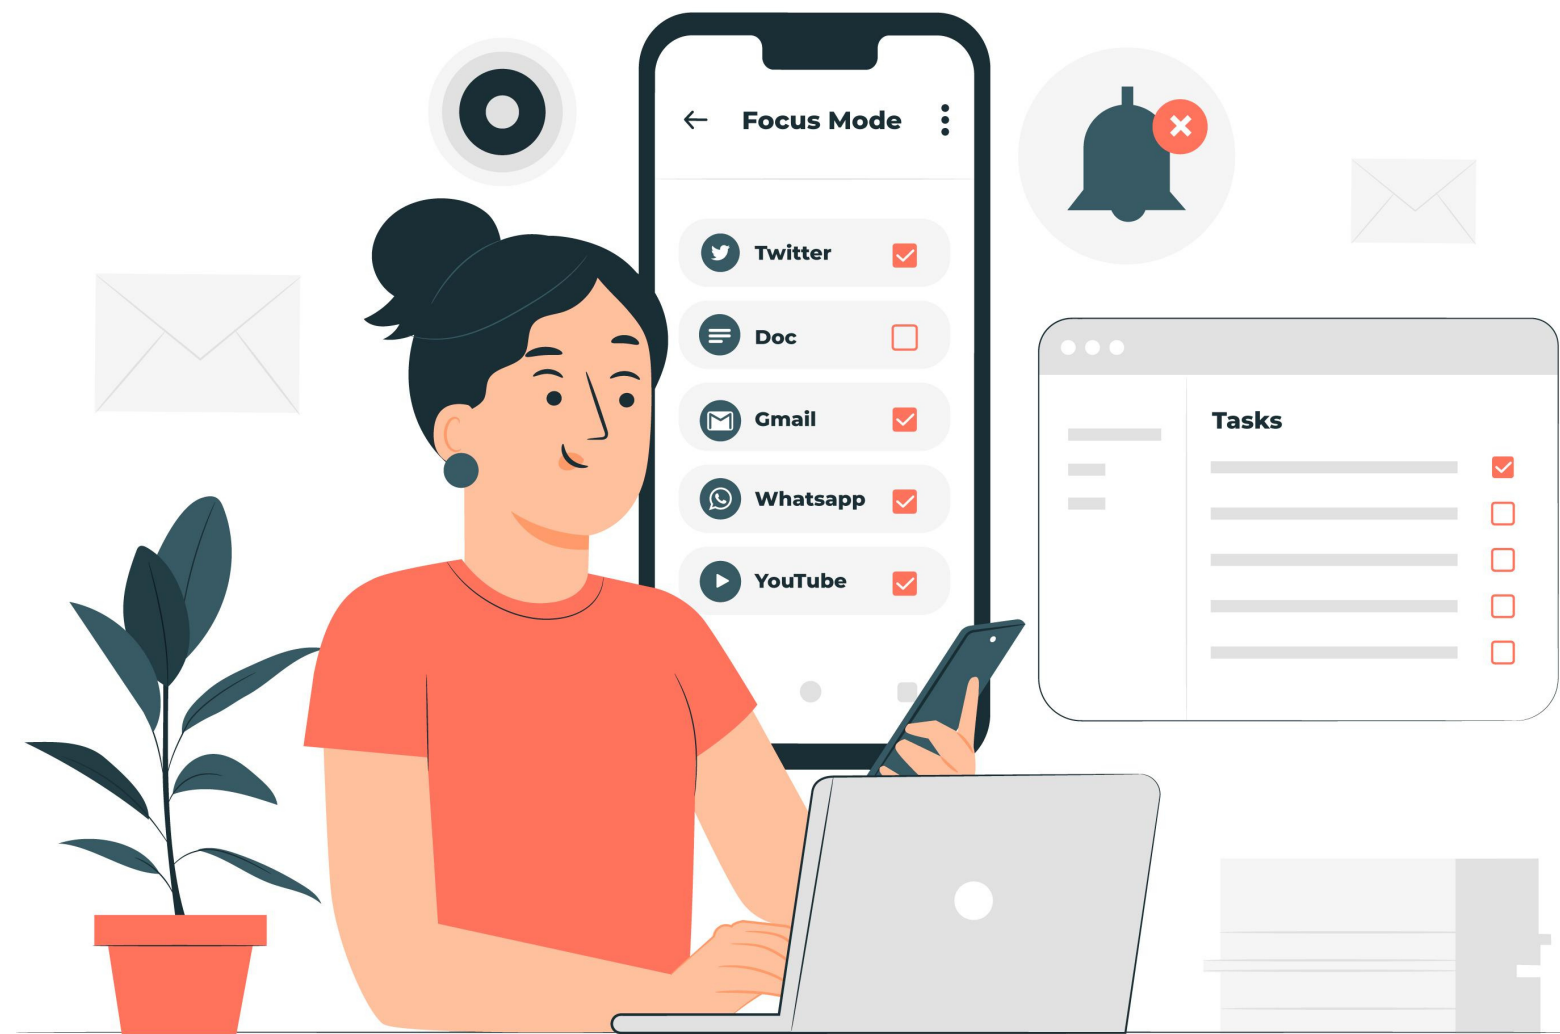 Focus Mode
Twitter
Doc
Gmail
Whatsapp
YouTube
Tasks